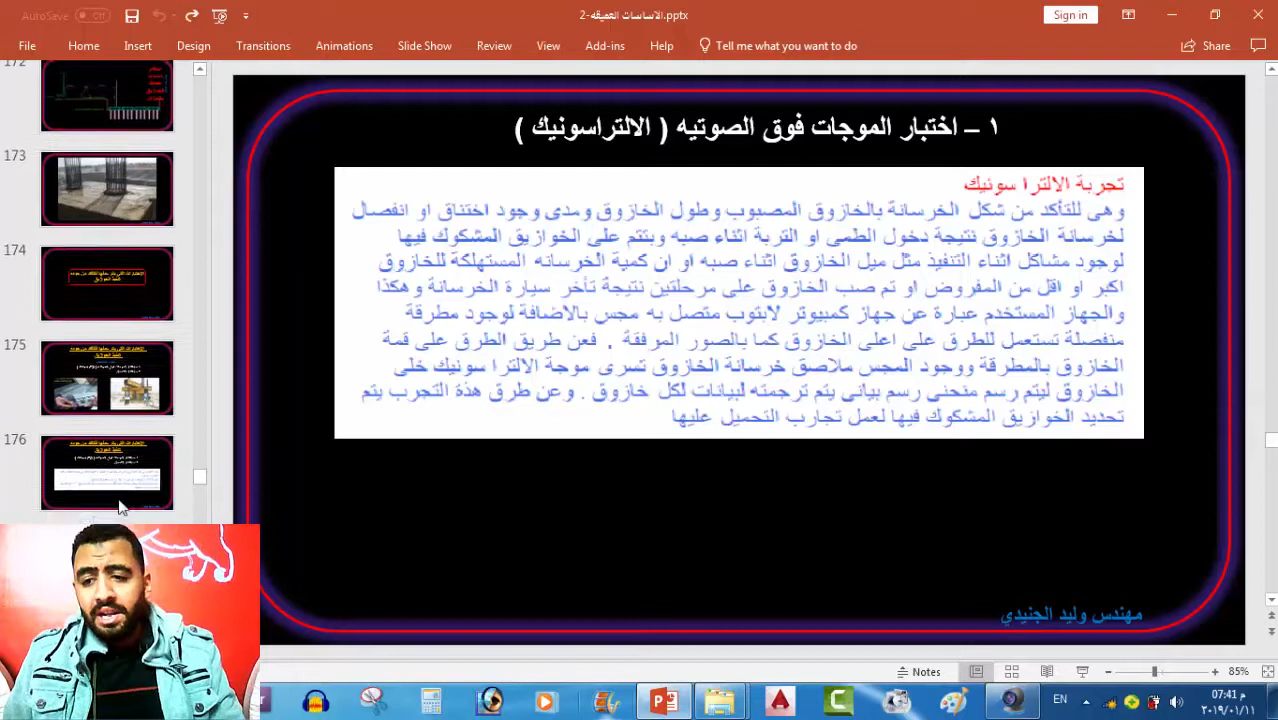 AutoSave
Off
الأساسات العميقه-2.pptx
Sign in
File
Home
Insert
Design
Transitions
Animations
Slide Show
Review
View
Add-ins
Help
Tell me what you want to do
Share
172
173
174
175
176
١ – اختبار الموجات فوق الصوتيه ( الالتراسونيك )
تجربة الالترا سونيك
وهى للتأكد من شكل الخرسانة بالخازوق المصبوب وطول الخازوق ومدى وجود اختناق او انفصال
لخرسانة الخازوق نتيجة دخول الطمى او التربة اثناء صبه ويتتم على الخوازيق المشكوك فيها
لوجود مشاكل اثناء التنفيذ مثل ميل الخازوق اثناء صبه او ان كمية الخرسانه المستهلكة للخازوق
اكبر او اقل من المفروض او تم صب الخازوق على مرحلتين نتيجة تأخر سيارة الخرسانة وهكذا
والجهاز المستخدم عبارة عن جهاز كمبيوتر لابتوب متصل به مجس بالاضافة لوجود مطرقة
منفصلة تستعمل للطرق على اعلى الخازوق كما بالصور المرفقة , فعن طريق الطرق على قمة
الخازوق بالمطرقة ووجود المجس ملاصق خرسانة الخازوق تسرى موجة الالترا سونيك خلى
الخازوق ليتم رسم منحنى رسم بيانى يتم ترجمته لبيانات لكل خازوق . وعن طرق هذة التجرب يتم
تحديد الخوازيق المشكوك فيها لعمل تجارب التحميل عليها
مهندس وليد الجنيدي
Notes
85%
EN
07:41 م
٢٠١٩/٠١/١١